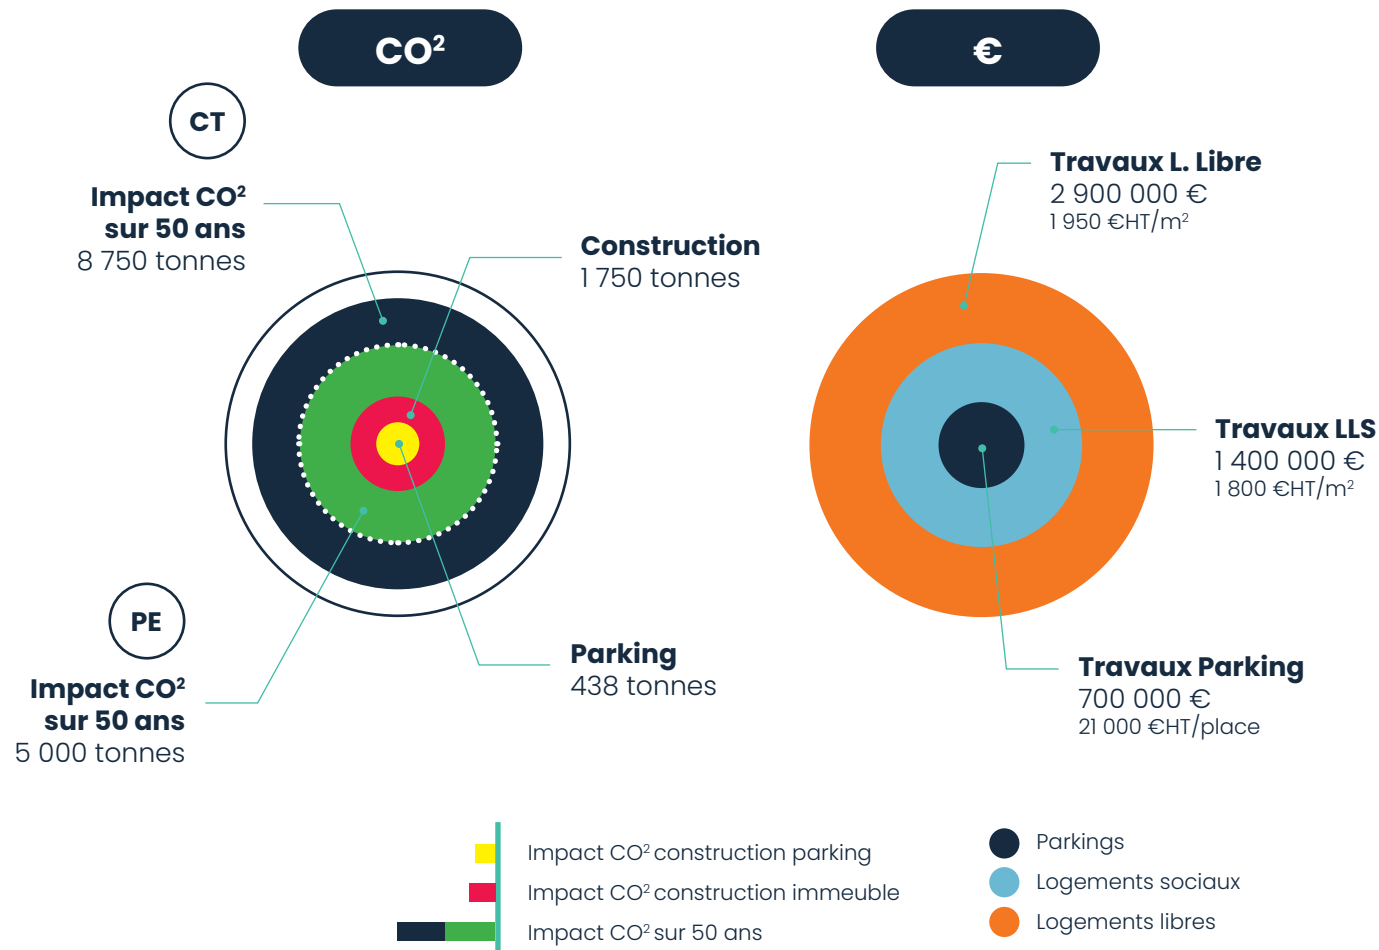 CO²
€
CT
Impact CO²
sur 50 ans
8 750 tonnes
Construction
1 750 tonnes
PE
Impact CO²
sur 50 ans
5 000 tonnes
Parking
438 tonnes
Travaux L. Libre
2 900 000 €
1 950 €HT/m²
Travaux LLS
1 400 000 €
1 800 €HT/m²
Travaux Parking
700 000 €
21 000 €HT/place
Impact CO² construction parking
Impact CO² construction immeuble
Impact CO² sur 50 ans
Parkings
Logements sociaux
Logements libres